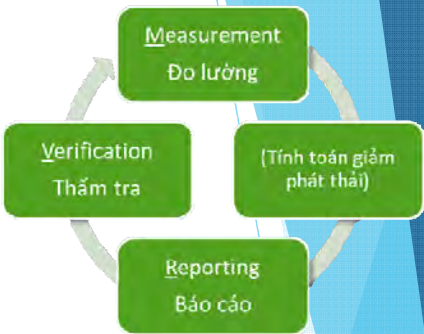 Measurement
Đo lường
(Tính toán giảm
phát thải)
Reporting
Báo cáo
Verification
Thẩm tra